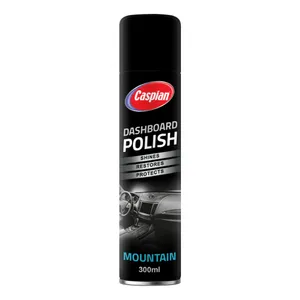 Caspian
DASHBOARD
POLISH
SHINES
RESTORES
PROTECTS
MOUNTAIN
300ml